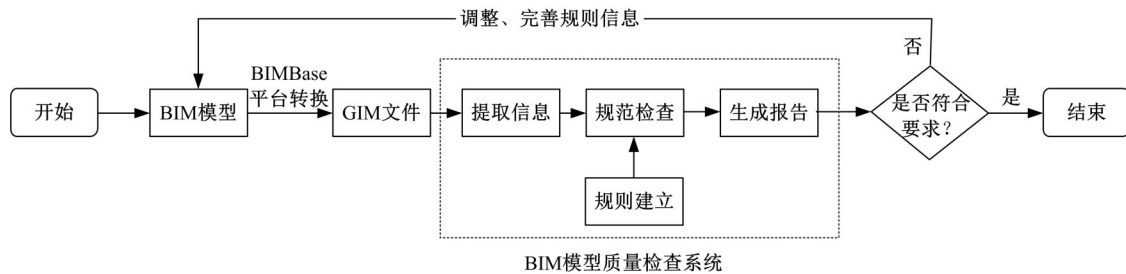 调整、完善规则信息
否
BIMBase
平台转换
开始
BIM模型
GIM文件
提取信息
规范检查
生成报告
是否符合
要求?
是
结束
规则建立
BIM模型质量检查系统